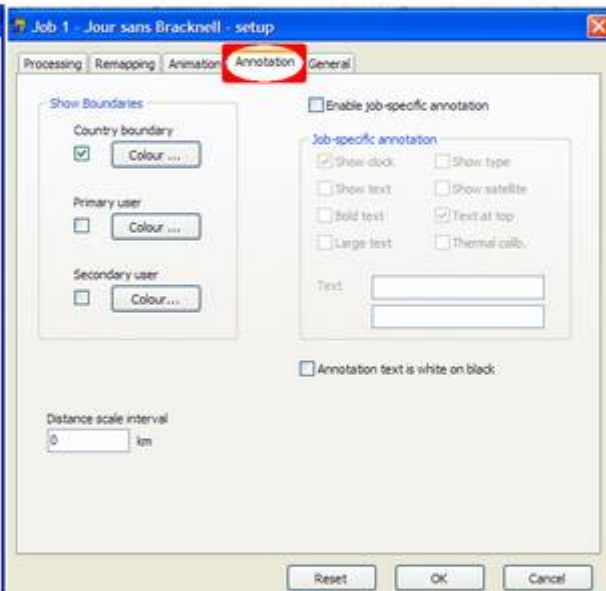 Job 1 - Jour sans Bracknell - setup
Processing Remapping Animation Annotation General
Show Boundaries
Country boundary
Colour ...
Primary user
Colour ...
Secondary user
Colour...
Distance scale interval
0 km
Enable job-specific annotation
Job-specific annotation
Show clock Show type
Show text Show satellite
Bold text Text at top
Large text Thermal calib.
Text
Annotation text is white on black
Reset OK Cancel